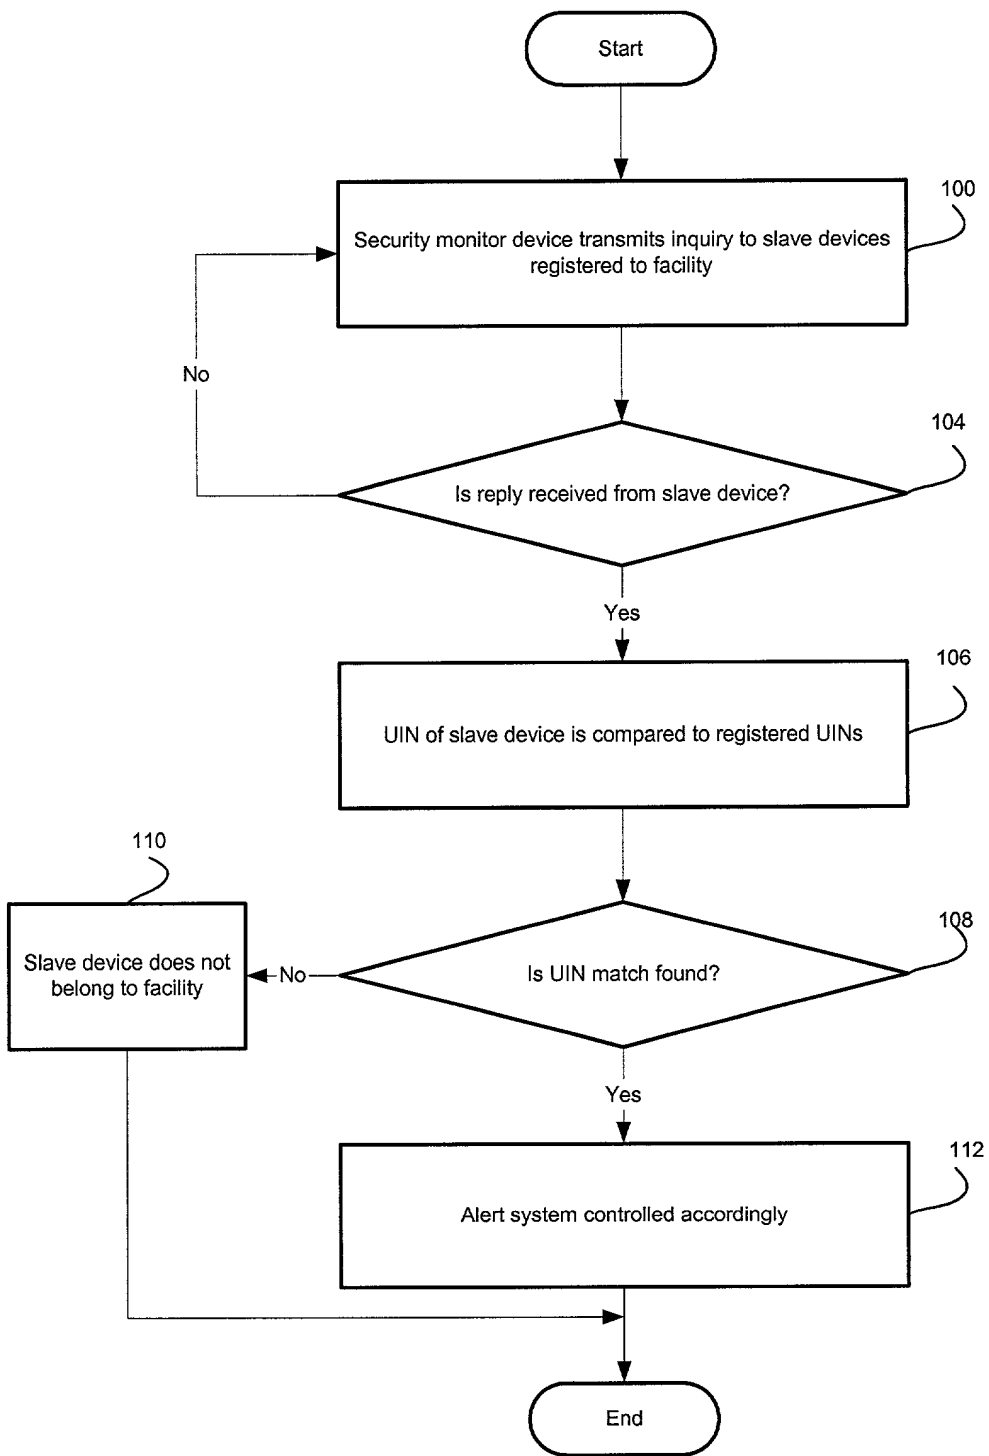 Start
100
Security monitor device transmits inquiry to slave devices
registered to facility
No
104
Is reply received from slave device?
Yes
106
UIN of slave device is compared to registered UINs
110
108
Slave device does not
belong to facility
No
Is UIN match found?
Yes
112
Alert system controlled accordingly
End